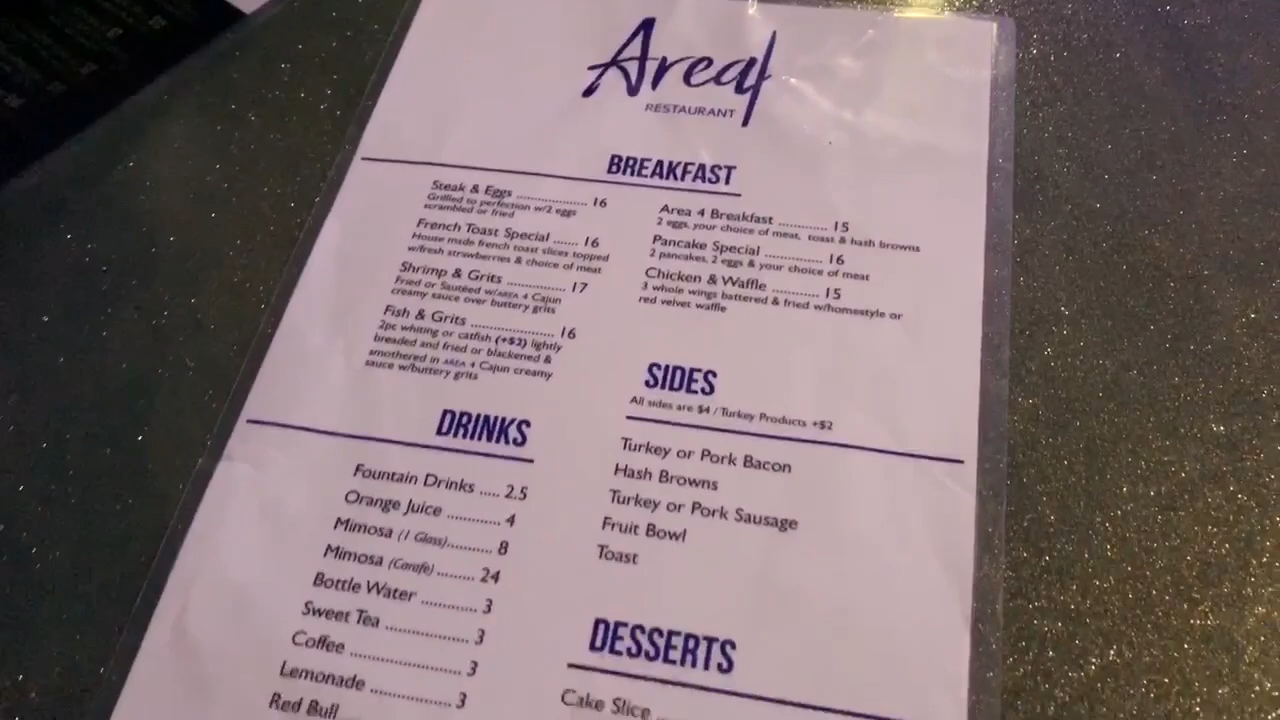 Area4
RESTAURANT
BREAKFAST
Steak & Eggs .................. 16
Grilled to perfection w/2 eggs
scrambled or fried
French Toast Special ....... 16
House made french toast slices topped
w/fresh strawberries & choice of meat
Shrimp & Grits ............... 17
Fried or Sauteed w/AREA 4 Cajun
creamy sauce over buttery grits
Fish & Grits ..................... 16
2pc whiting or catfish (+$2) lightly
breaded and fried or blackened &
smothered in AREA 4 Cajun creamy
sauce w/buttery grits
Area 4 Breakfast ............ 15
2 eggs, your choice of meat, toast & hash browns
Pancake Special .............. 16
2 pancakes, 2 eggs & your choice of meat
Chicken & Waffle ........... 15
3 whole wings battered & fried w/homestyle or
red velvet waffle
DRINKS
Fountain Drinks ..... 2.5
Orange Juice ............ 4
Mimosa (1 Glass).......... 8
Mimosa (Carafe) ........ 24
Bottle Water ............ 3
Sweet Tea ................. 3
Coffee ....................... 3
Lemonade ................ 3
Red Bull
SIDES
All sides are $4 / Turkey Products +$2
Turkey or Pork Bacon
Hash Browns
Turkey or Pork Sausage
Fruit Bowl
Toast
DESSERTS
Cake Slice